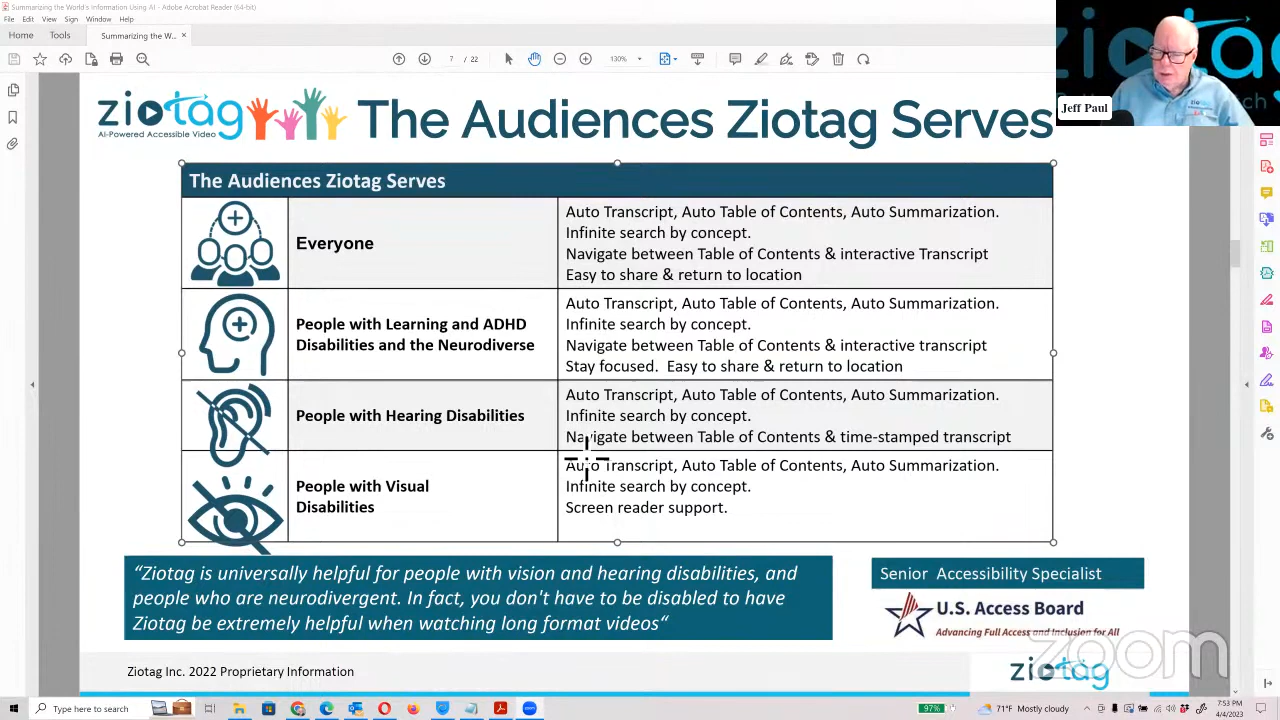 Summarizing the World's Information Using AI - Adobe Acrobat Reader (64-bit)
File Edit View Sign Window Help
Home Tools Summarizing the W... ×
7
130%
ziotag
AI-Powered Accessible Video
The Audiences Ziotag Serves
Jeff Paul
The Audiences Ziotag Serves
Everyone
Auto Transcript, Auto Table of Contents, Auto Summarization.
Infinite search by concept.
Navigate between Table of Contents & interactive Transcript
Easy to share & return to location
People with Learning and ADHD
Disabilities and the Neurodiverse
Auto Transcript, Auto Table of Contents, Auto Summarization.
Infinite search by concept.
Navigate between Table of Contents & interactive transcript
Stay focused. Easy to share & return to location
People with Hearing Disabilities
Auto Transcript, Auto Table of Contents, Auto Summarization.
Infinite search by concept.
Navigate between Table of Contents & time-stamped transcript
People with Visual
Disabilities
Auto Transcript, Auto Table of Contents, Auto Summarization.
Infinite search by concept.
Screen reader support.
“Ziotag is universally helpful for people with vision and hearing disabilities, and
people who are neurodivergent. In fact, you don't have to be disabled to have
Ziotag be extremely helpful when watching long format videos“
Senior Accessibility Specialist
U.S. Access Board
Advancing Full Access and Inclusion for All
zoom
Ziotag Inc. 2022 Proprietary Information
ziotag
Type here to search
97%
71°F Mostly cloudy
7:53 PM
4/4/2023